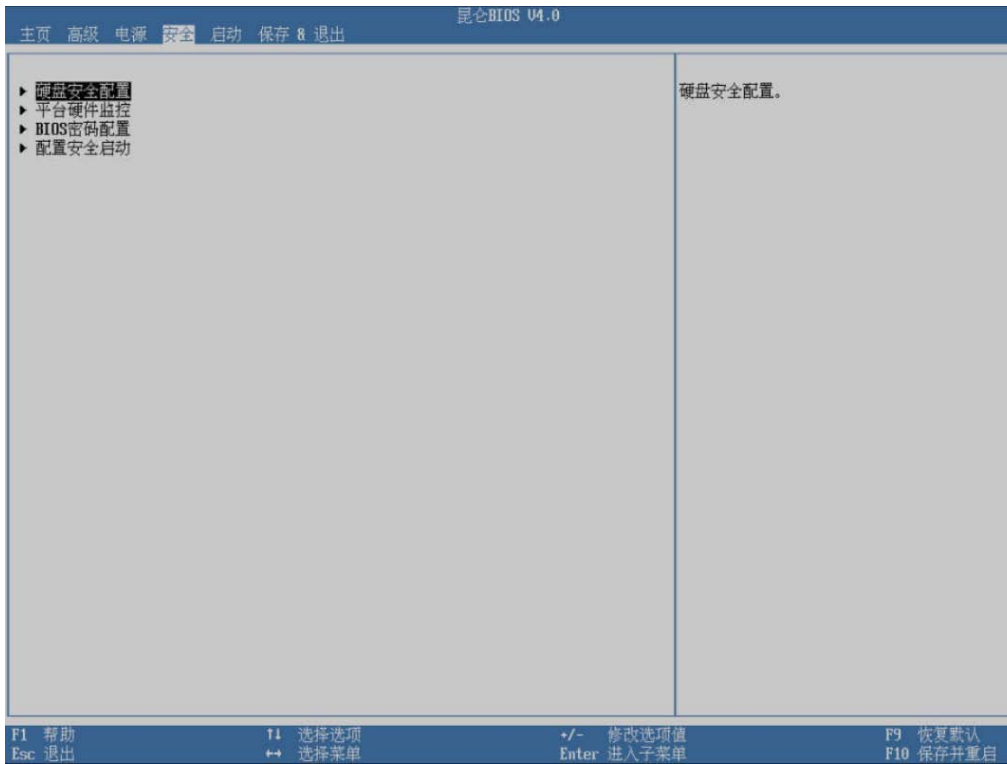 昆仑BIOS V4.0
主页 高级 电源 安全 启动 保存 & 退出
硬盘安全配置
硬盘安全配置。
平台硬件监控
BIOS密码配置
配置安全启动
F1 帮助 ↑↓ 选择选项 +/- 修改选项值 F9 恢复默认
Esc 退出 ←→ 选择菜单 Enter 进入子菜单 F10 保存并重启